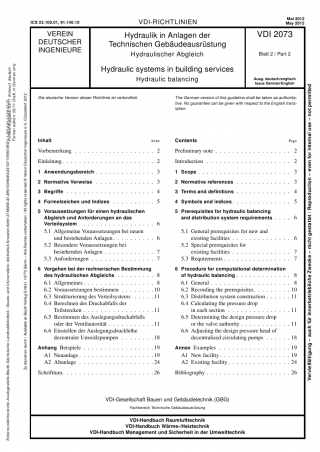 ICS 23.100.01, 91.140.10
VDI-RICHTLINIEN
Mai 2012
May 2012
VEREIN
DEUTSCHER
INGENIEURE
Hydraulik in Anlagen der
Technischen Gebäudeausrüstung
Hydraulischer Abgleich
Hydraulic systems in building services
Hydraulic balancing
VDI 2073
Blatt 2 / Part 2
Ausg. deutsch/englisch
Issue German/English
Die deutsche Version dieser Richtlinie ist verbindlich.
The German version of this guideline shall be taken as authorita-
tive. No guarantee can be given with respect to the English trans-
lation.
Inhalt Seite
Vorbemerkung 2
Einleitung 2
1 Anwendungsbereich 3
2 Normative Verweise 3
3 Begriffe 4
4 Formelzeichen und Indizes 5
5 Voraussetzungen für einen hydraulischen
Abgleich und Anforderungen an das
Verteilsystem 6
5.1 Allgemeine Voraussetzungen bei neuen
und bestehenden Anlagen 6
5.2 Besondere Voraussetzungen bei
bestehenden Anlagen 7
5.3 Anforderungen 7
6 Vorgehen bei der rechnerischen Bestimmung
des hydraulischen Abgleichs 8
6.1 Allgemeines 8
6.2 Voraussetzungen bestimmen 10
6.3 Strukturierung des Verteilsystems 11
6.4 Berechnen des Druckabfalls der
Teilstrecken 11
6.5 Bestimmen des Auslegungsdruckabfalls
oder der Ventilautorität 11
6.6 Einstellen der Auslegungsförderhöhe
dezentraler Umwälzpumpen 18
Anhang Beispiele 19
A1 Neuanlage 19
A2 Altanlage 24
Schrifttum 26
Contents Page
Preliminary note 2
Introduction 2
1 Scope 3
2 Normative references 3
3 Terms and definitions 4
4 Symbols and indices 5
5 Prerequisites for hydraulic balancing
and distribution system requirements 6
5.1 General prerequisites for new and
existing facilities 6
5.2 Special prerequisites for
existing facilities 7
5.3 Requirements 7
6 Procedure for computational determination
of hydraulic balancing 8
6.1 General 8
6.2 Recording the prerequisites 10
6.3 Distribution system construction 11
6.4 Calculating the pressure drop
in each section 11
6.5 Determining the design pressure drop
or the valve authority 11
6.6 Adjusting the design pressure head of
decentralised circulating pumps 18
Annex Examples 19
A1 New facility 19
A2 Existing facility 24
Bibliography 26
VDI-Gesellschaft Bauen und Gebäudetechnik (GBG)
Fachbereich Technische Gebäudeausrüstung
VDI-Handbuch Raumlufttechnik
VDI-Handbuch Wärme-/Heiztechnik
VDI-Handbuch Management und Sicherheit in der Umwelttechnik
Vervielfältigung – auch für innerbetriebliche Zwecke – nicht gestattet / Reproduction – even for internal use – not permitted